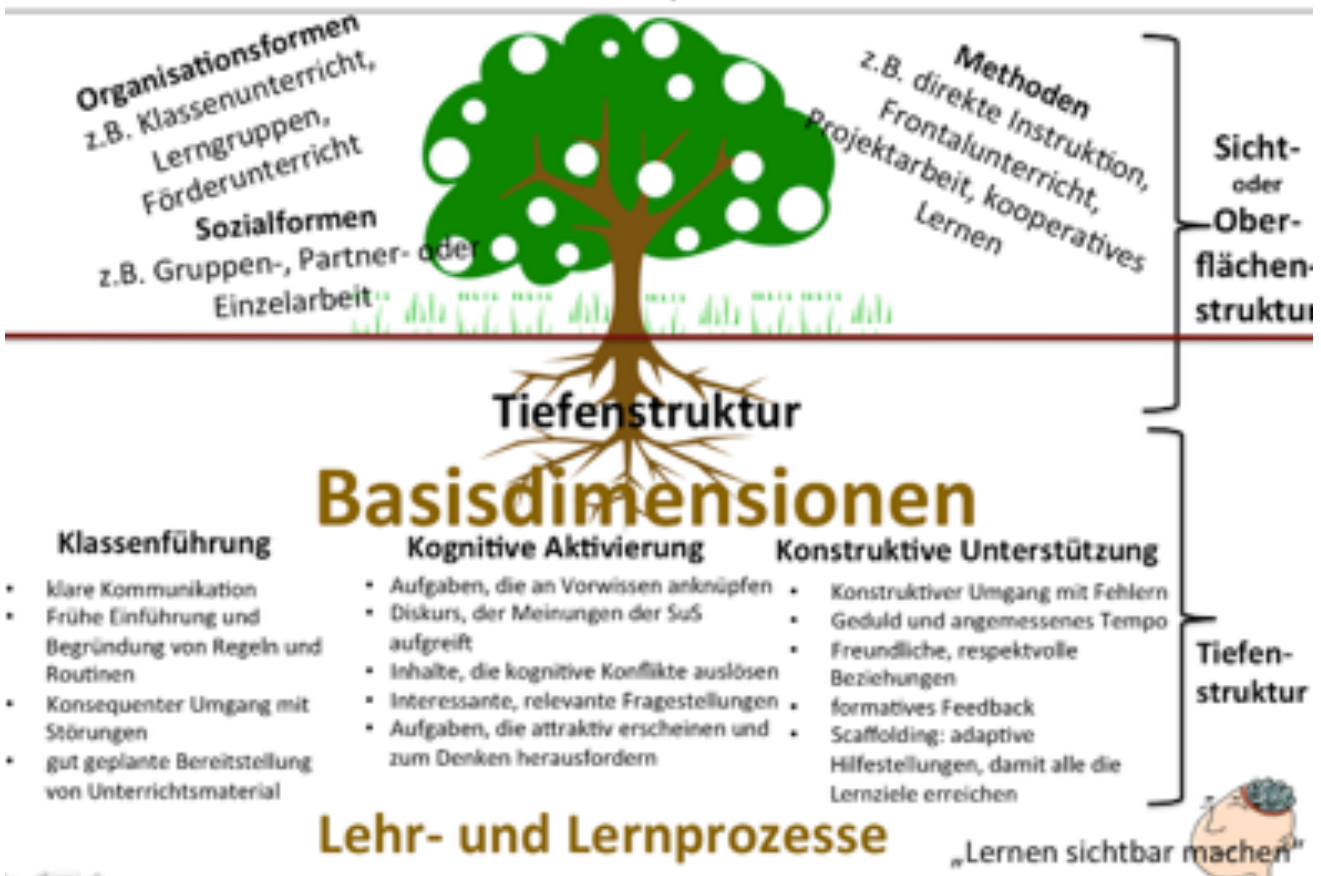 Organisationsformen
z.B. Klassenunterricht,
Lerngruppen,
Förderunterricht
Sozialformen
z.B. Gruppen-, Partner- oder
Einzelarbeit
Methoden
z.B. direkte Instruktion,
Frontalunterricht,
Projektarbeit, kooperatives
Lernen
Sicht-
oder
Ober-
flächen-
struktur
Tiefenstruktur
Basisdimensionen
Klassenführung
• klare Kommunikation
• Frühe Einführung und
Begründung von Regeln und
Routinen
• Konsequenter Umgang mit
Störungen
• gut geplante Bereitstellung
von Unterrichtsmaterial
Kognitive Aktivierung
• Aufgaben, die an Vorwissen anknüpfen
• Diskurs, der Meinungen der SuS
aufgreift
• Inhalte, die kognitive Konflikte auslösen
• Interessante, relevante Fragestellungen
• Aufgaben, die attraktiv erscheinen und
zum Denken herausfordern
Konstruktive Unterstützung
• Konstruktiver Umgang mit Fehlern
• Geduld und angemessenes Tempo
• Freundliche, respektvolle
Beziehungen
• formatives Feedback
• Scaffolding: adaptive
Hilfestellungen, damit alle die
Lernziele erreichen
Tiefen-
struktur
Lehr- und Lernprozesse
„Lernen sichtbar machen"